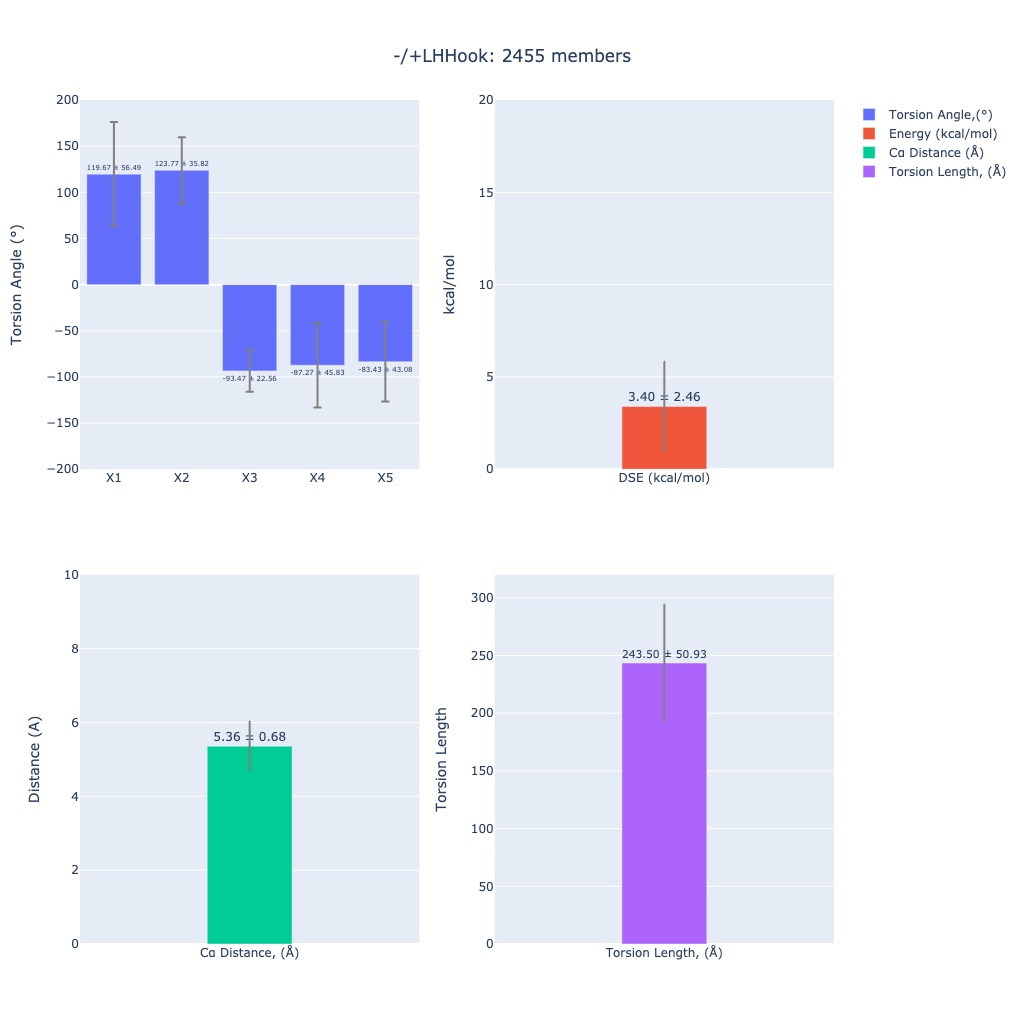 -/+LHHook: 2455 members
200
150
100
50
0
−50
−100
−150
−200
Torsion Angle (°)
119.67 ± 56.49
123.77 ± 35.82
-93.47 ± 22.56
-87.27 ± 45.83
-83.43 ± 43.08
X1
X2
X3
X4
X5
20
15
10
5
0
kcal/mol
3.40 ± 2.46
DSE (kcal/mol)
Torsion Angle,(°)
Energy (kcal/mol)
Cα Distance (Å)
Torsion Length, (Å)
10
8
6
4
2
0
Distance (A)
5.36 ± 0.68
Cα Distance, (Å)
300
250
200
150
100
50
0
Torsion Length
243.50 ± 50.93
Torsion Length, (Å)